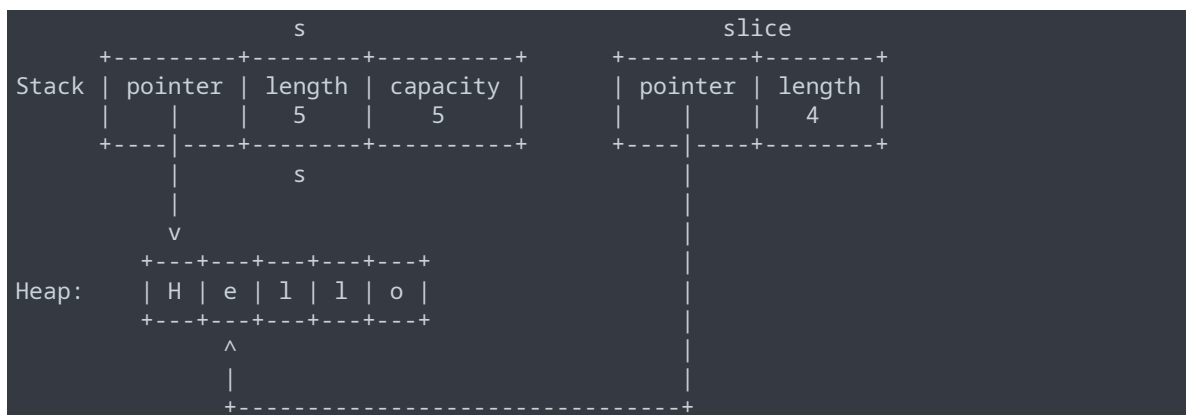 s                                     slice
        +---------+--------+----------+       +---------+--------+
Stack | pointer | length | capacity |       | pointer | length |
        |    |    |   5    |    5     |       |    |    |   4    |
        +----|----+--------+----------+       +----|----+--------+
             |         s                           |
             |                                     |
             v                                     |
           +---+---+---+---+---+                   |
Heap:      | H | e | l | l | o |                   |
           +---+---+---+---+---+                   |
                 ^                                 |
                 |                                 |
                 +---------------------------------+